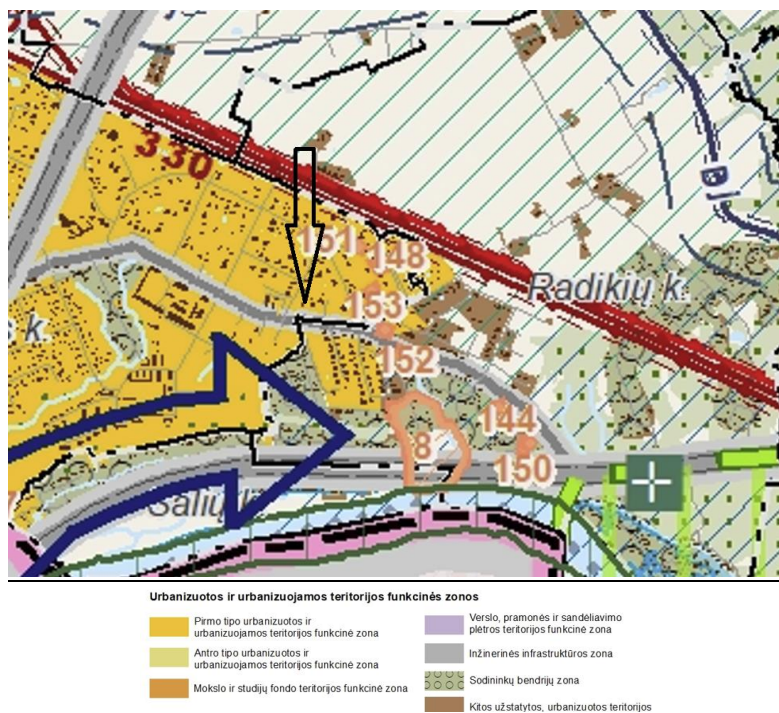 330
B /
151
148
Radikių k.
153
k.
152
144
8
150
Salių k.
Urbanizuotos ir urbanizuojamos teritorijos funkcinės zonos
Pirmo tipo urbanizuotos ir
urbanizuojamos teritorijos funkcinė zona
Antro tipo urbanizuotos ir
urbanizuojamos teritorijos funkcinė zona
Mokslo ir studijų fondo teritorijos funkcinė zona
Verslo, pramonės ir sandėliavimo
plėtros teritorijos funkcinė zona
Inžinerinės infrastruktūros zona
Sodininkų bendrijų zona
Kitos užstatytos, urbanizuotos teritorijos